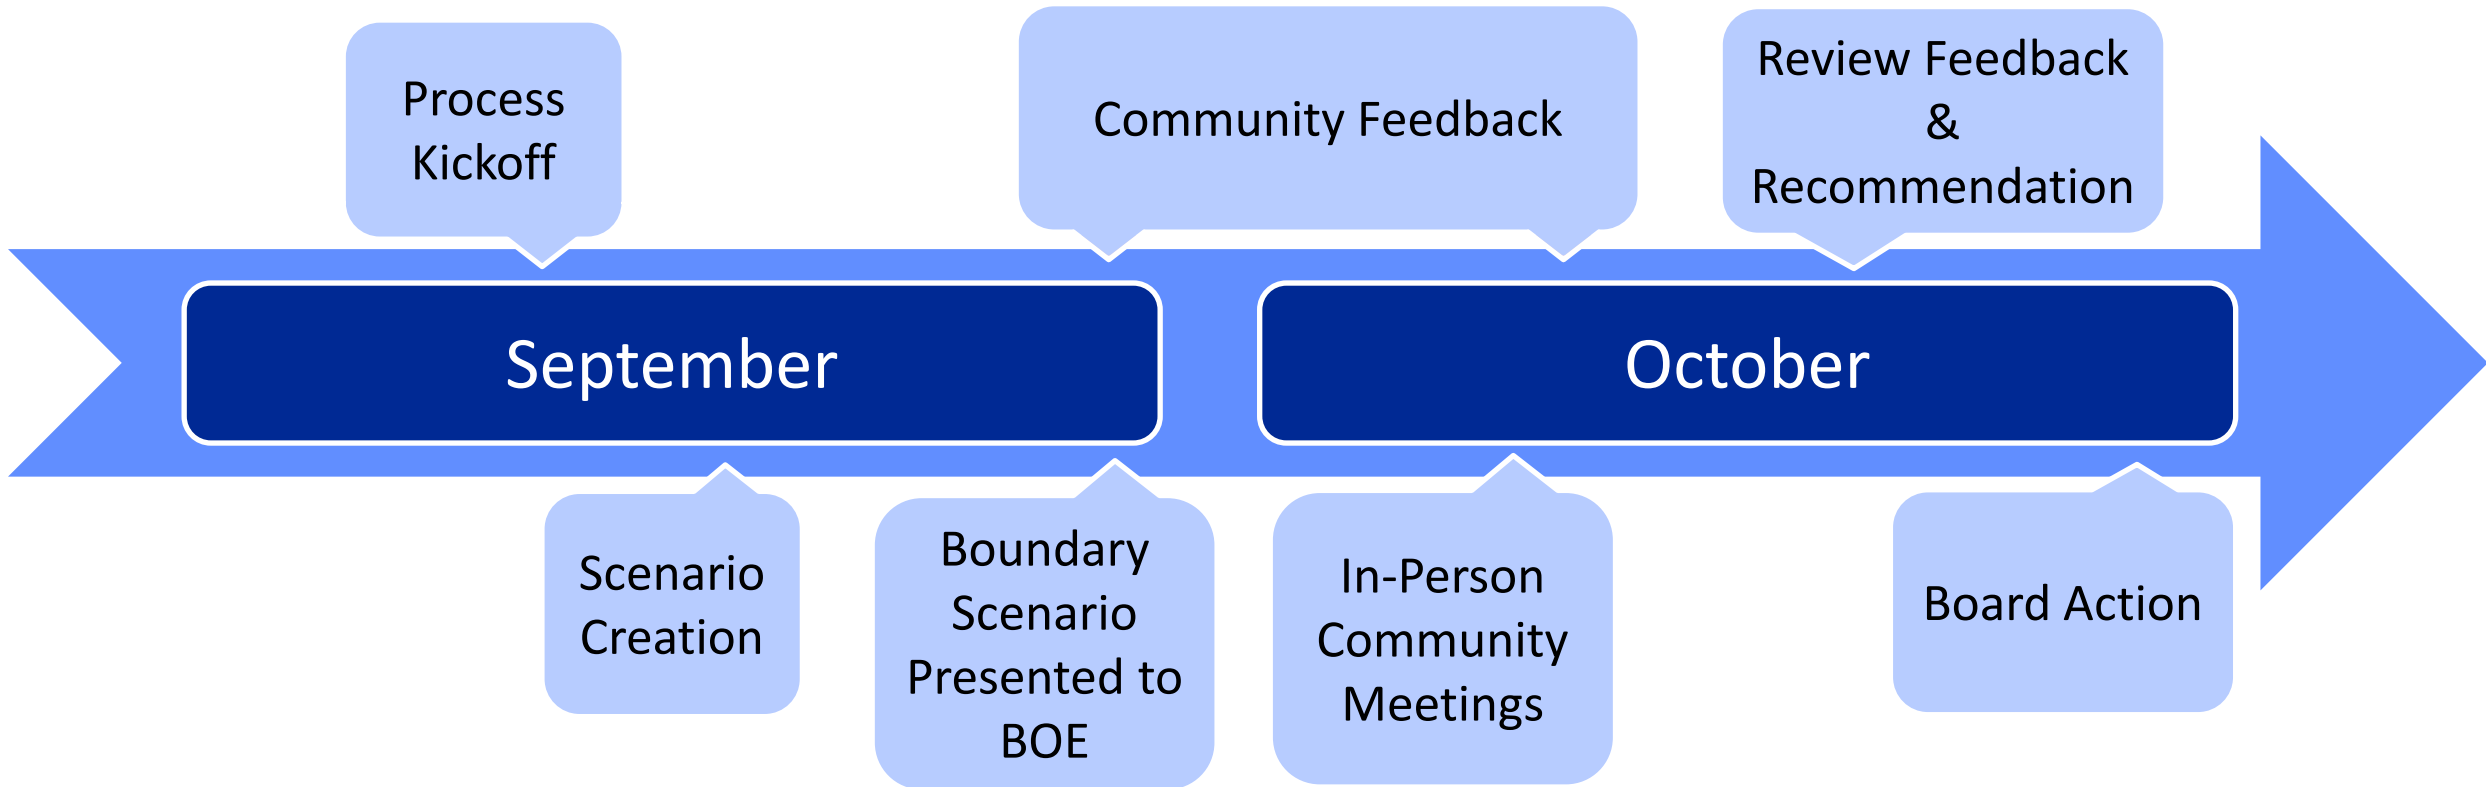 Process
Kickoff
Community Feedback
Review Feedback
&
Recommendation
September
October
Scenario
Creation
Boundary
Scenario
Presented to
BOE
In-Person
Community
Meetings
Board Action